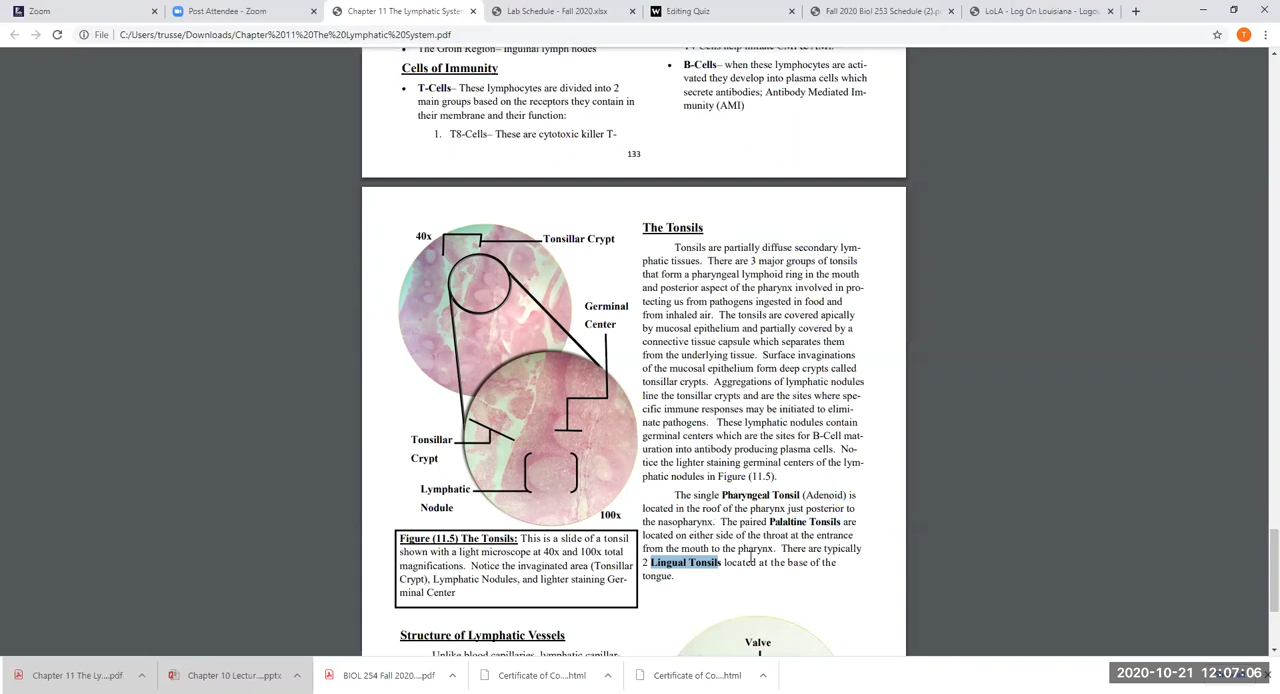 Zoom
Post Attendee - Zoom
Chapter 11 The Lymphatic System
Lab Schedule - Fall 2020.xlsx
Editing Quiz
Fall 2020 Biol 253 Schedule (2).p
LoLA - Log On Louisiana - Logou
File
C:/Users/trusse/Downloads/Chapter%2011%20The%20Lymphatic%20System.pdf
T
• The Groin Region– Inguinal lymph nodes
Cells of Immunity
• T-Cells– These lymphocytes are divided into 2
main groups based on the receptors they contain in
their membrane and their function:
1. T8-Cells– These are cytotoxic killer T-
T4-Cells help initiate CMI & AMI.
• B-Cells– when these lymphocytes are acti-
vated they develop into plasma cells which
secrete antibodies; Antibody Mediated Im-
munity (AMI)
133
40x
Tonsillar Crypt
Germinal
Center
Tonsillar
Crypt
Lymphatic
Nodule
100x
Figure (11.5) The Tonsils: This is a slide of a tonsil
shown with a light microscope at 40x and 100x total
magnifications. Notice the invaginated area (Tonsillar
Crypt), Lymphatic Nodules, and lighter staining Ger-
minal Center
Structure of Lymphatic Vessels
Unlike blood capillaries, lymphatic capillar-
The Tonsils
Tonsils are partially diffuse secondary lym-
phatic tissues. There are 3 major groups of tonsils
that form a pharyngeal lymphoid ring in the mouth
and posterior aspect of the pharynx involved in pro-
tecting us from pathogens ingested in food and
from inhaled air. The tonsils are covered apically
by mucosal epithelium and partially covered by a
connective tissue capsule which separates them
from the underlying tissue. Surface invaginations
of the mucosal epithelium form deep crypts called
tonsillar crypts. Aggregations of lymphatic nodules
line the tonsillar crypts and are the sites where spe-
cific immune responses may be initiated to elimi-
nate pathogens. These lymphatic nodules contain
germinal centers which are the sites for B-Cell mat-
uration into antibody producing plasma cells. No-
tice the lighter staining germinal centers of the lym-
phatic nodules in Figure (11.5).
The single Pharyngeal Tonsil (Adenoid) is
located in the roof of the pharynx just posterior to
the nasopharynx. The paired Palaltine Tonsils are
located on either side of the throat at the entrance
from the mouth to the pharynx. There are typically
2 Lingual Tonsils located at the base of the
tongue.
Valve
Chapter 11 The Ly....pdf
Chapter 10 Lectur....pptx
BIOL 254 Fall 2020....pdf
Certificate of Co....html
Certificate of Co....html
2020-10-21 12:07:06